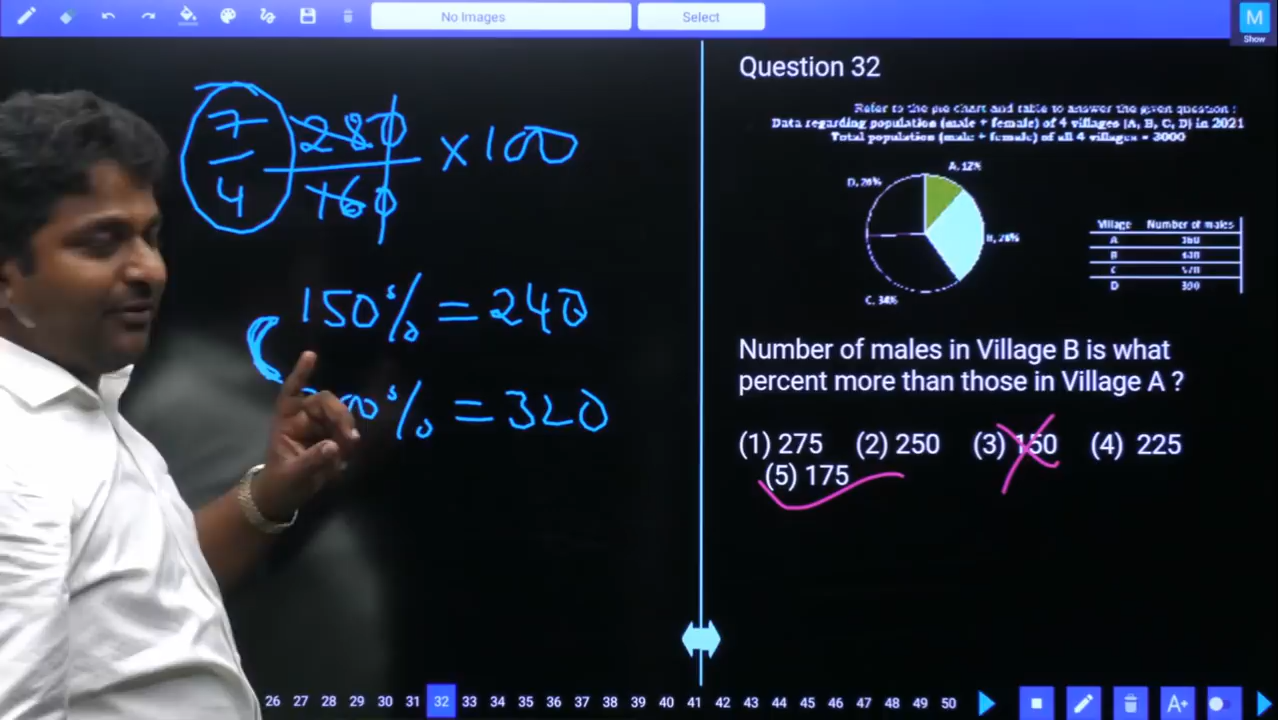 No Images
Select
M
Show
7
4
280
160
×100
150% = 240
= 320
Question 32
Refer to the pie chart and table to answer the given question :
Data regarding population (male + female) of 4 villages (A, B, C, D) in 2021
Total population (male + female) of all 4 villages = 3000
A, 12%
B, 28%
C, 34%
D, 26%
Village Number of males
A
B
C
D
Number of males in Village B is what
percent more than those in Village A ?
(1) 275 (2) 250 (3) 150 (4) 225
(5) 175
26 27 28 29 30 31 32 33 34 35 36 37 38 39 40 41 42 43 44 45 46 47 48 49 50
A+